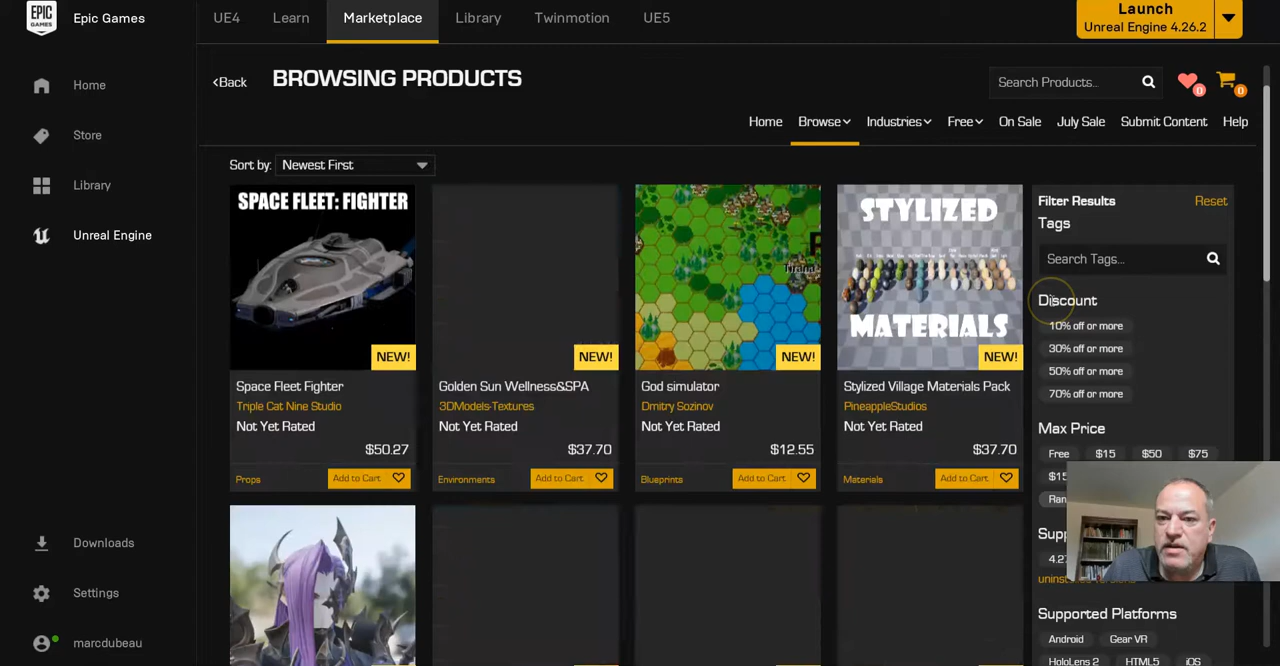 EPIC
GAMES
Epic Games
UE4
Learn
Marketplace
Library
Twinmotion
UE5
Launch
Unreal Engine 4.26.2
Home
Store
Library
Unreal Engine
Downloads
Settings
marcdubeau
Back
BROWSING PRODUCTS
Search Products..
0
0
Home
Browse
Industries
Free
On Sale
July Sale
Submit Content
Help
Sort by:
Newest First
SPACE FLEET: FIGHTER
NEW!
Space Fleet Fighter
Triple Cat Nine Studio
Not Yet Rated
$50.27
Props
Add to Cart
NEW!
Golden Sun Wellness&SPA
3DModels-Textures
Not Yet Rated
$37.70
Environments
Add to Cart
NEW!
God simulator
Dmitry Sozinov
Not Yet Rated
$12.55
Blueprints
Add to Cart
STYLIZED
MATERIALS
NEW!
Stylized Village Materials Pack
PineappleStudios
Not Yet Rated
$37.70
Materials
Add to Cart
Filter Results
Reset
Tags
Search Tags...
Discount
10% off or more
30% off or more
50% off or more
70% off or more
Max Price
Free
$15
$50
$75
Supported Platforms
Android
Gear VR
HoloLens 2
HTML5
iOS